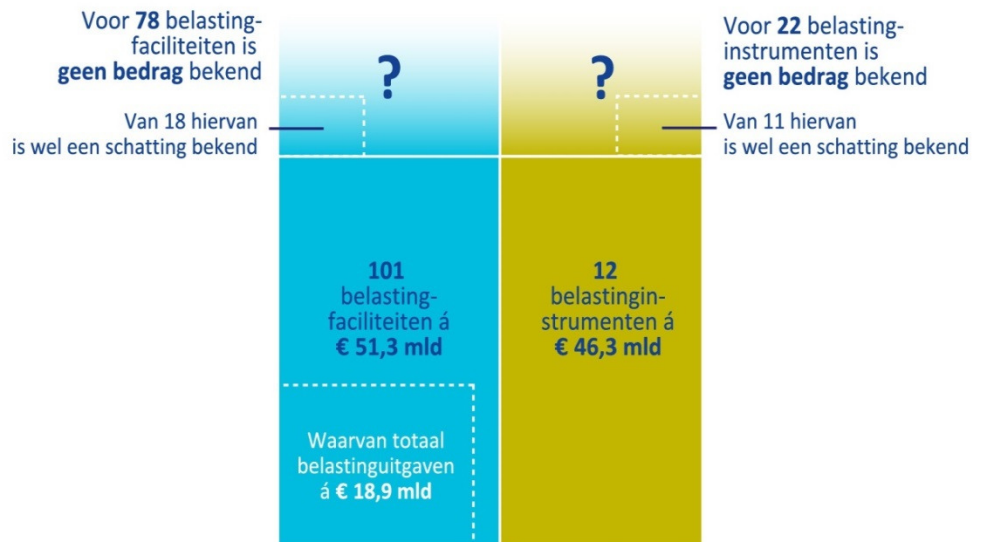 Voor 78 belasting-
faciliteiten is
geen bedrag bekend
Van 18 hiervan
is wel een schatting bekend
?
?
Voor 22 belasting-
instrumenten is
geen bedrag bekend
Van 11 hiervan
is wel een schatting bekend
101
belasting-
faciliteiten á
€ 51,3 mld
12
belastingin-
strumenten á
€ 46,3 mld
Waarvan totaal
belastinguitgaven
á € 18,9 mld